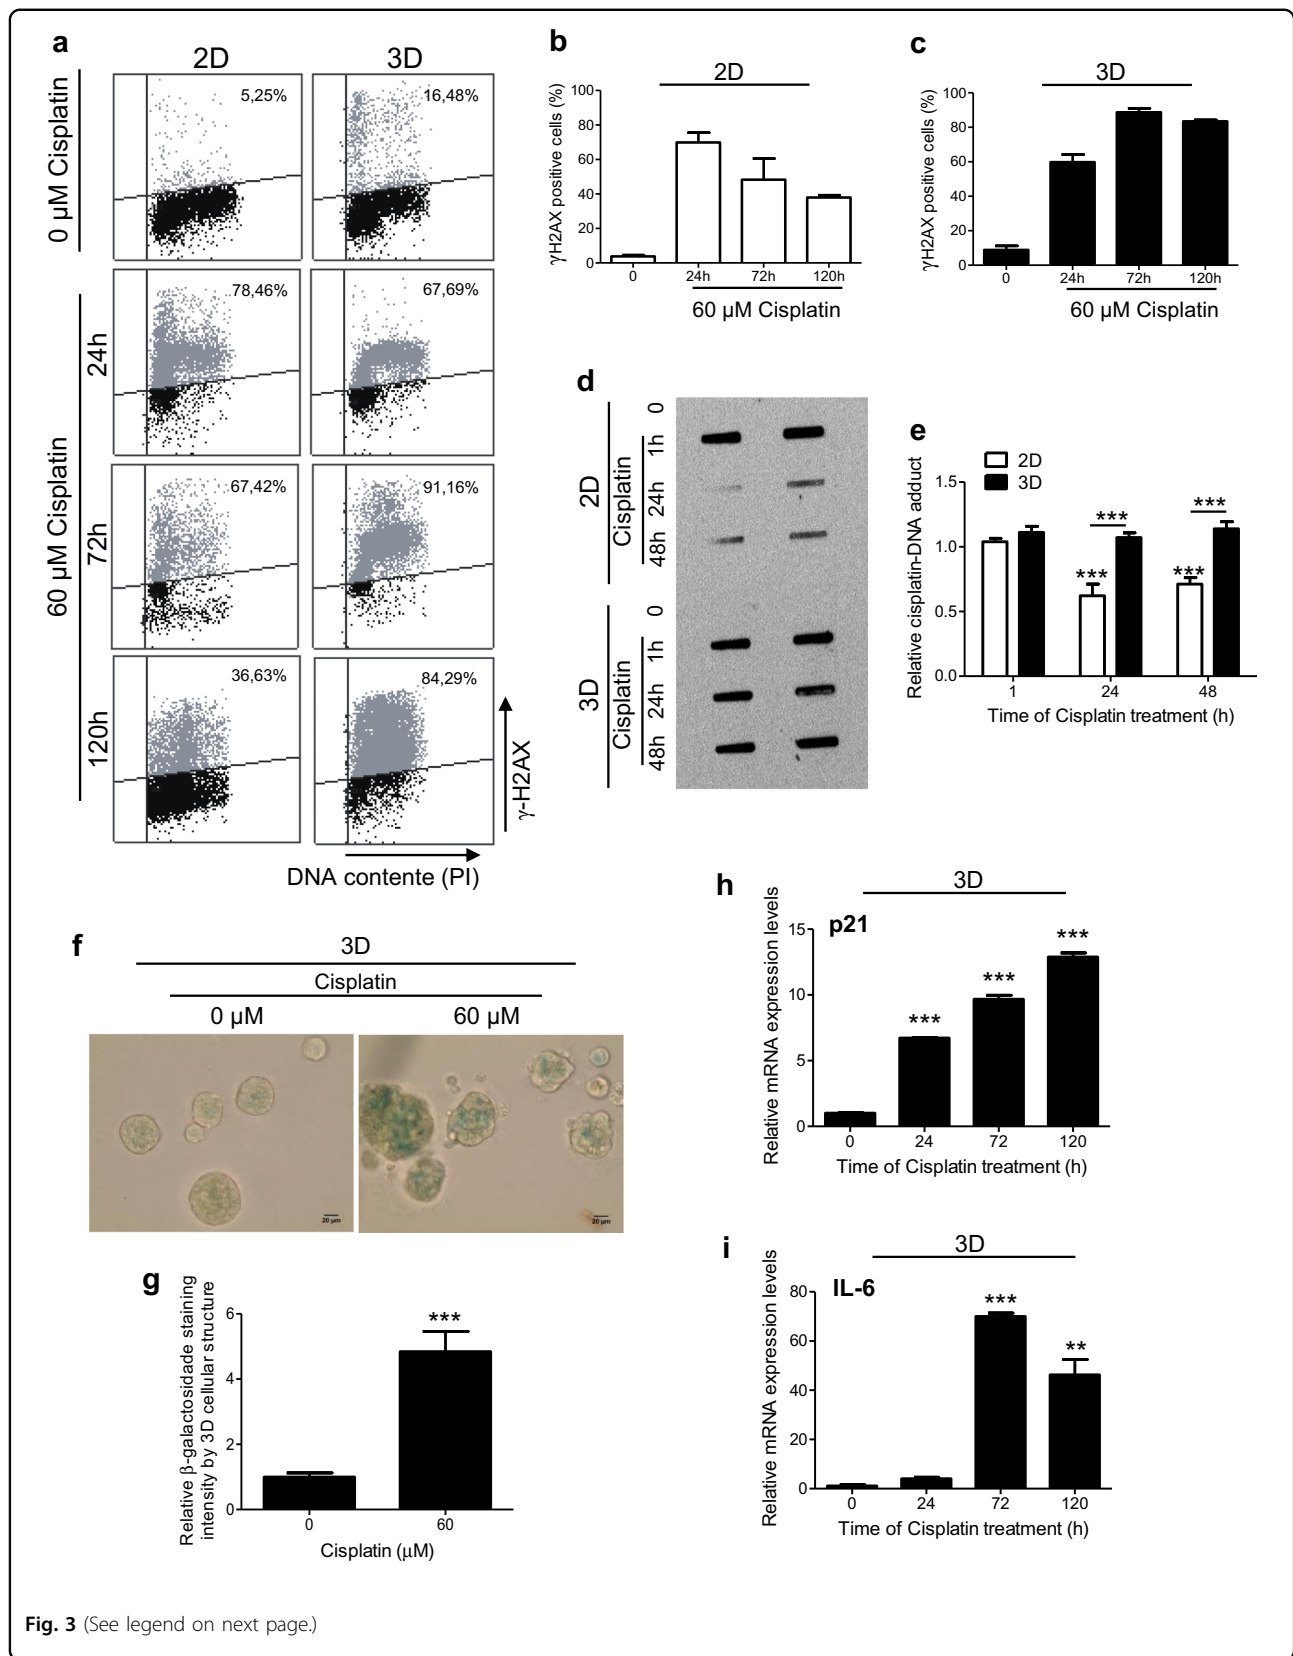 a
2D
3D
0 µM Cisplatin
5,25%
16,48%
60 µM Cisplatin
24h
78,46%
67,69%
72h
67,42%
91,16%
120h
36,63%
84,29%
γ-H2AX
DNA contente (PI)
b
2D
γH2AX positive cells (%)
100
80
60
40
20
0
0
24h
72h
120h
60 µM Cisplatin
c
3D
γH2AX positive cells (%)
100
80
60
40
20
0
0
24h
72h
120h
60 µM Cisplatin
d
2D
Cisplatin
0
1h
24h
48h
3D
Cisplatin
0
1h
24h
48h
e
2D
3D
Relative cisplatin-DNA adduct
1.5
1.0
0.5
0.0
***
***
***
***
1
24
48
Time of Cisplatin treatment (h)
f
3D
Cisplatin
0 µM
60 µM
20 µm
20 µm
g
Relative β-galactosidade staining
intensity by 3D cellular structure
6
4
2
0
***
0
60
Cisplatin (µM)
h
3D
p21
Relative mRNA expression levels
15
10
5
0
***
***
***
0
24
72
120
Time of Cisplatin treatment (h)
i
3D
IL-6
Relative mRNA expression levels
80
60
40
20
0
***
**
0
24
72
120
Time of Cisplatin treatment (h)
Fig. 3 (See legend on next page.)